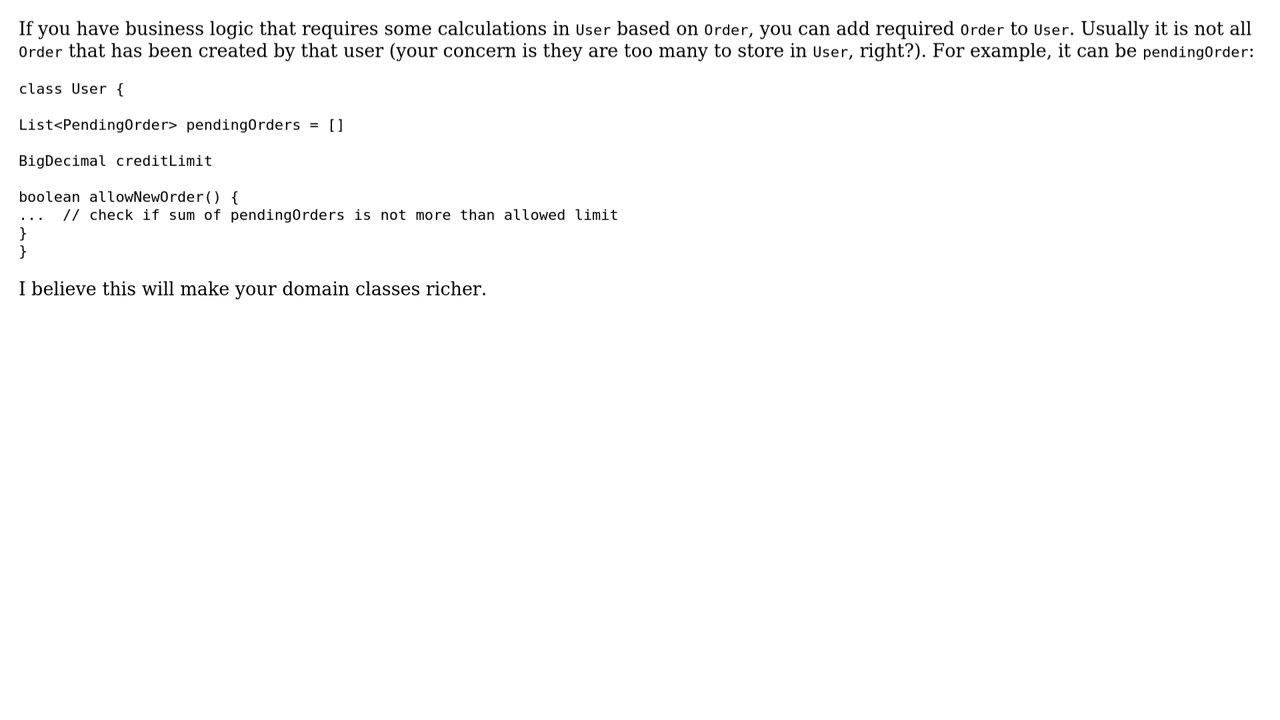 If you have business logic that requires some calculations in User based on Order, you can add required Order to User. Usually it is not all
Order that has been created by that user (your concern is they are too many to store in User, right?). For example, it can be pendingOrder:
class User {
List<PendingOrder> pendingOrders = []
BigDecimal creditLimit
boolean allowNewOrder() {
...  // check if sum of pendingOrders is not more than allowed limit
}
}
I believe this will make your domain classes richer.